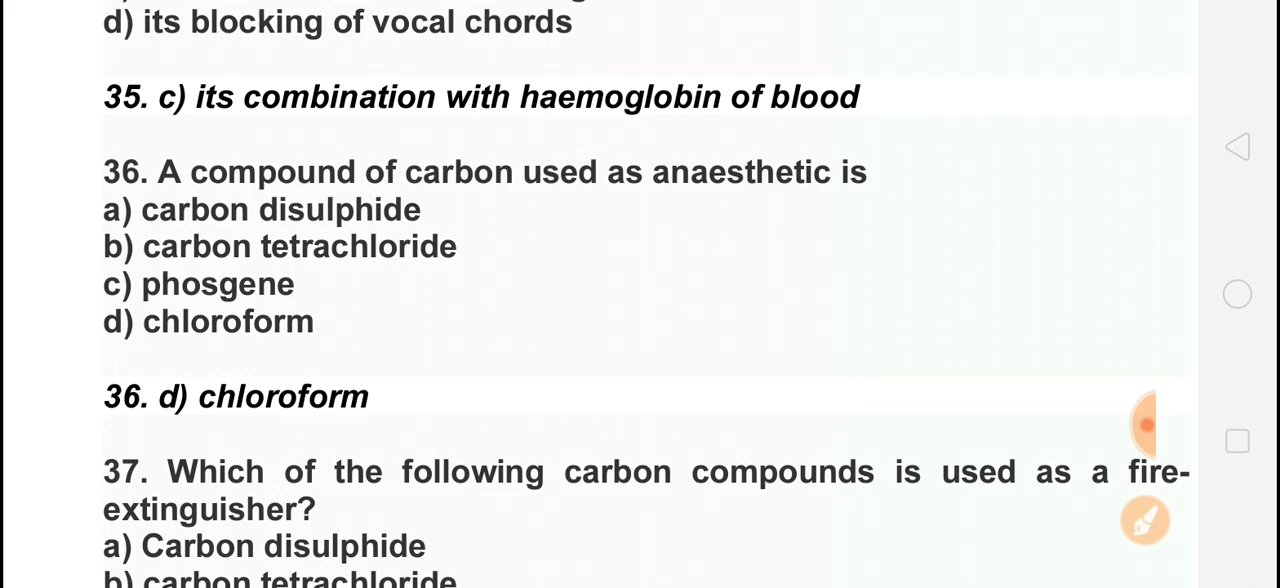 d) its blocking of vocal chords
35. c) its combination with haemoglobin of blood
36. A compound of carbon used as anaesthetic is
a) carbon disulphide
b) carbon tetrachloride
c) phosgene
d) chloroform
36. d) chloroform
37. Which of the following carbon compounds is used as a fire-
extinguisher?
a) Carbon disulphide
b) carbon tetrachloride